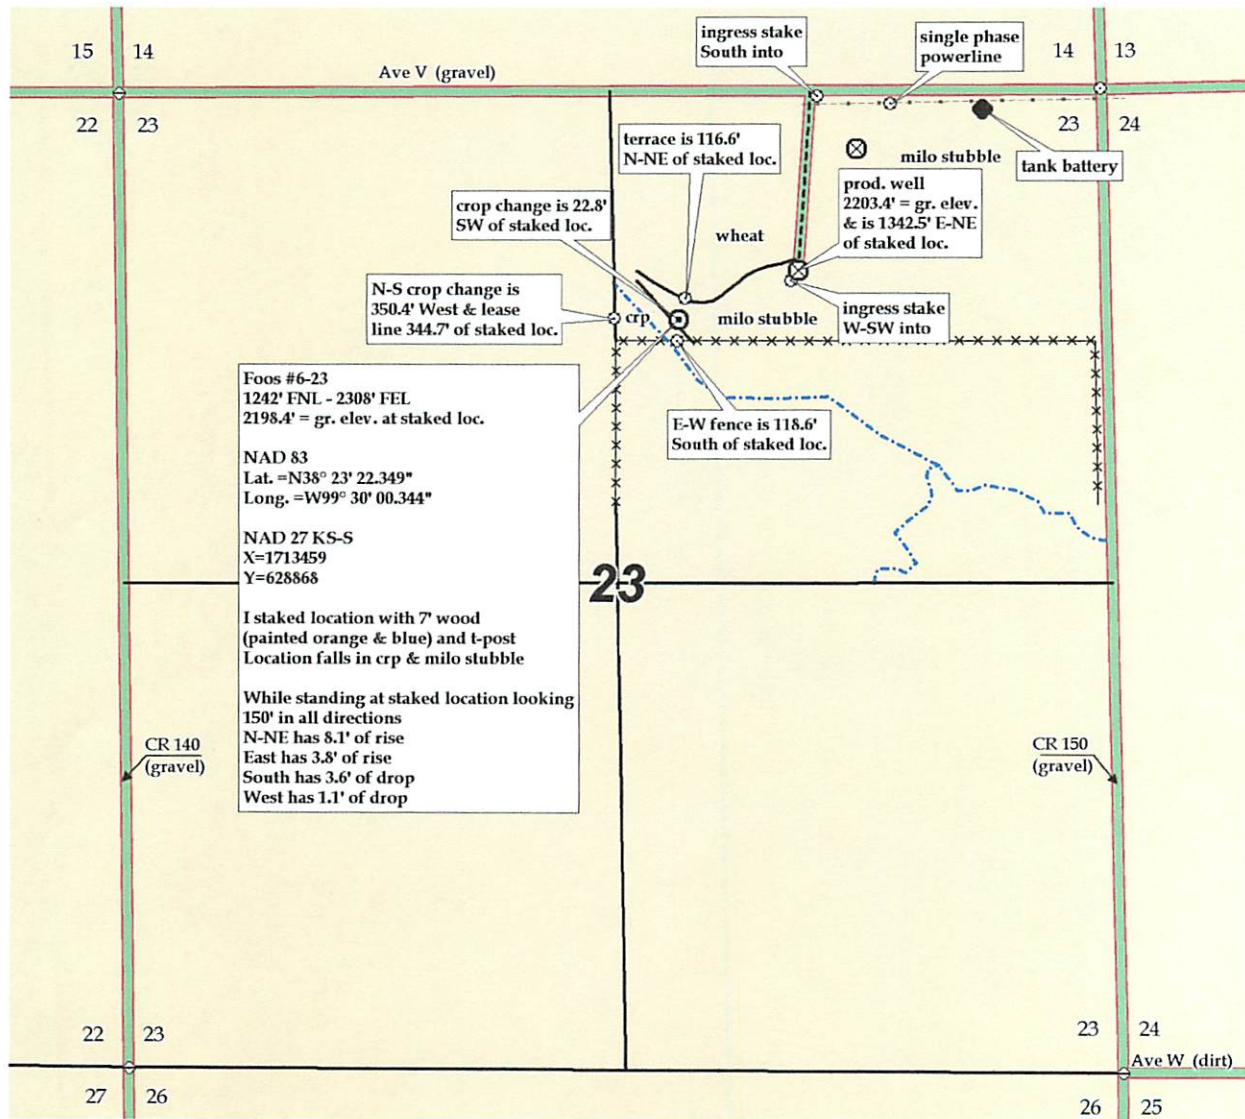 15
14
Ave V (gravel)
ingress stake
South into
single phase
powerline
14
13
22
23
23
24
terrace is 116.6'
N-NE of staked loc.
milo stubble
tank battery
crop change is 22.8'
SW of staked loc.
prod. well
2203.4' = gr. elev.
& is 1342.5' E-NE
of staked loc.
wheat
N-S crop change is
350.4' West & lease
line 344.7' of staked loc.
crp
milo stubble
ingress stake
W-SW into
Foos #6-23
1242' FNL - 2308' FEL
2198.4' = gr. elev. at staked loc.
NAD 83
Lat. =N38° 23' 22.349"
Long. =W99° 30' 00.344"
NAD 27 KS-S
X=1713459
Y=628868
I staked location with 7' wood
(painted orange & blue) and t-post
Location falls in crp & milo stubble
While standing at staked location looking
150' in all directions
N-NE has 8.1' of rise
East has 3.8' of rise
South has 3.6' of drop
West has 1.1' of drop
E-W fence is 118.6'
South of staked loc.
23
CR 140
(gravel)
CR 150
(gravel)
22
23
23
24
Ave W (dirt)
27
26
26
25